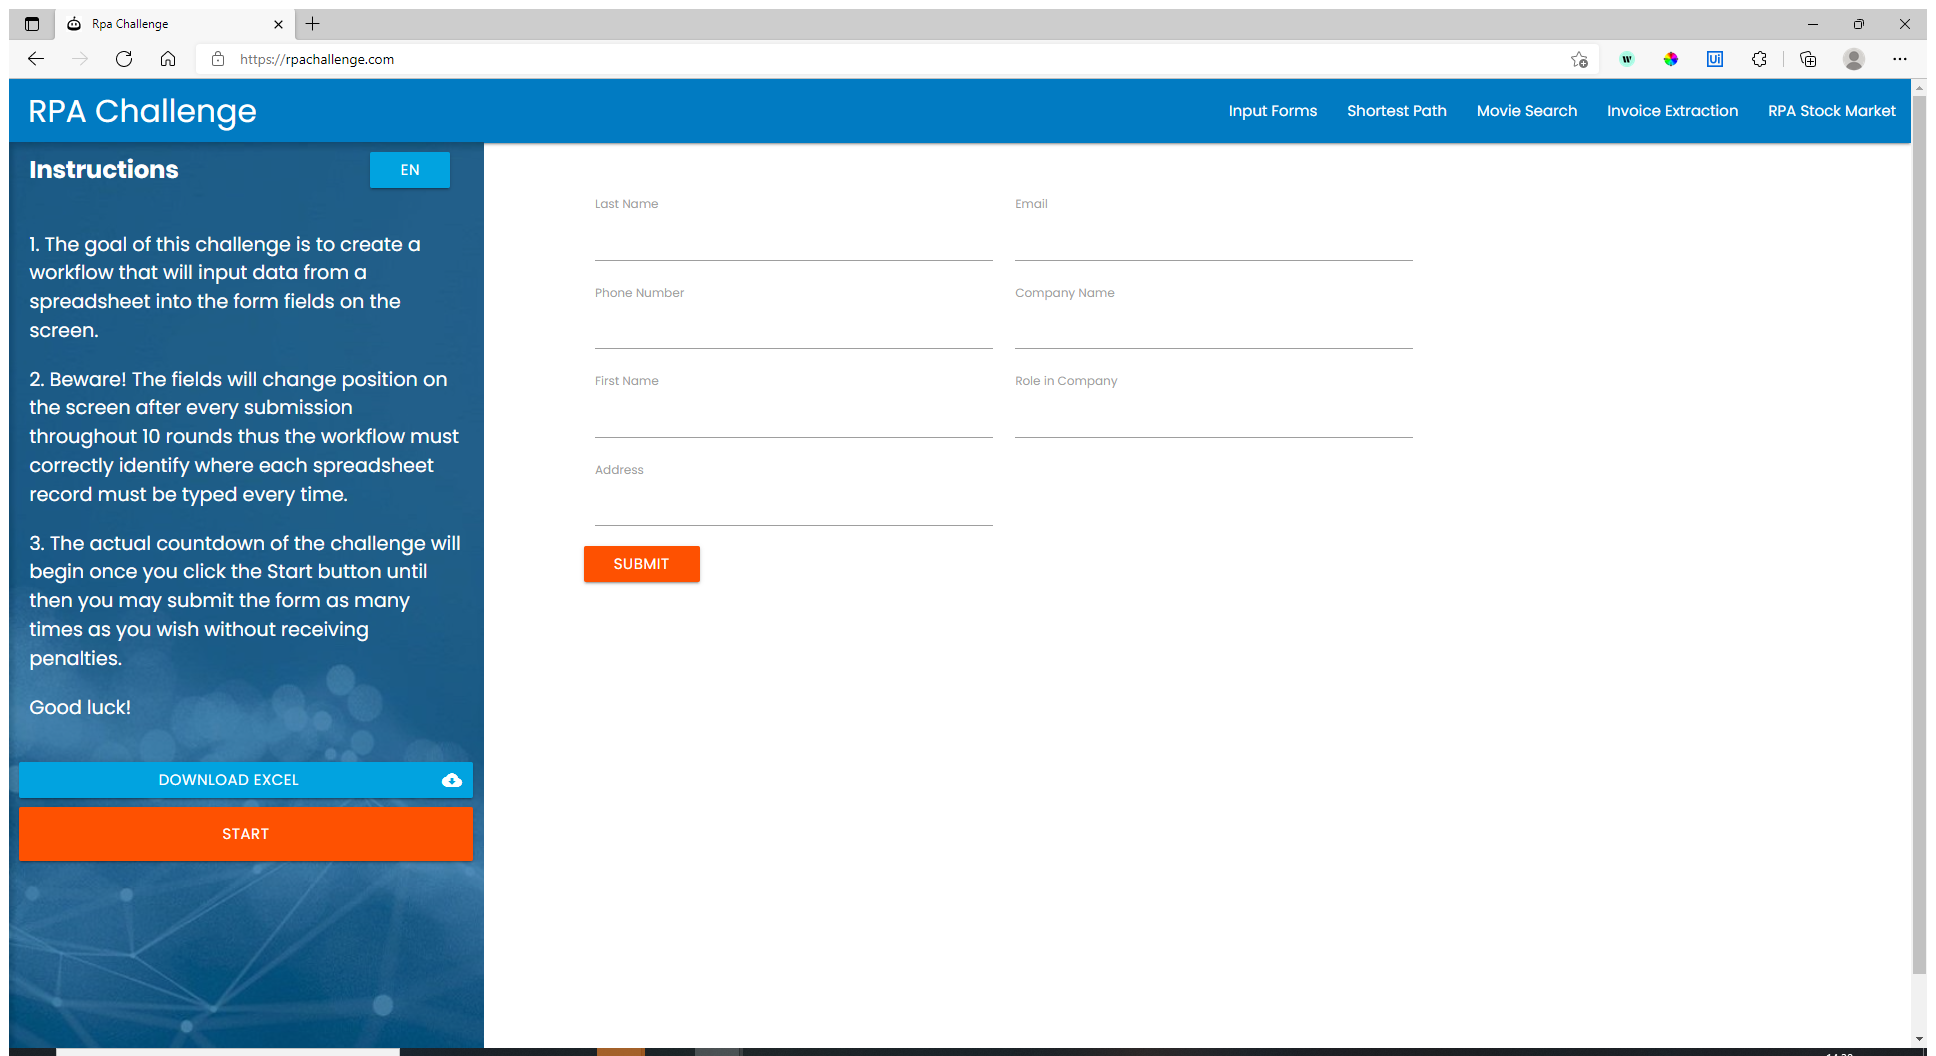 Rpa Challenge
https://rpachallenge.com
RPA Challenge
Input Forms
Shortest Path
Movie Search
Invoice Extraction
RPA Stock Market
Instructions
EN
1. The goal of this challenge is to create a
workflow that will input data from a
spreadsheet into the form fields on the
screen.
2. Beware! The fields will change position on
the screen after every submission
throughout 10 rounds thus the workflow must
correctly identify where each spreadsheet
record must be typed every time.
3. The actual countdown of the challenge will
begin once you click the Start button until
then you may submit the form as many
times as you wish without receiving
penalties.
Good luck!
DOWNLOAD EXCEL
START
Last Name
Email
Phone Number
Company Name
First Name
Role in Company
Address
SUBMIT
W
Ui